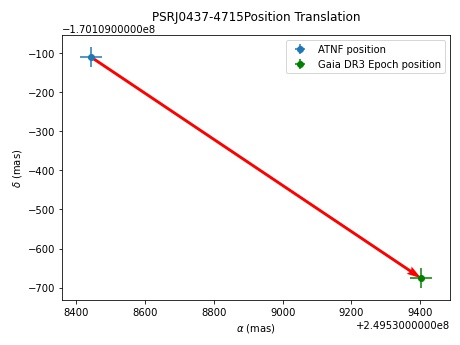 PSRJ0437-4715Position Translation
−1.7010900000e8
ATNF position
Gaia DR3 Epoch position
−100
−200
−300
−400
−500
−600
−700
δ (mas)
8400 8600 8800 9000 9200 9400
α (mas)
+2.4953000000e8